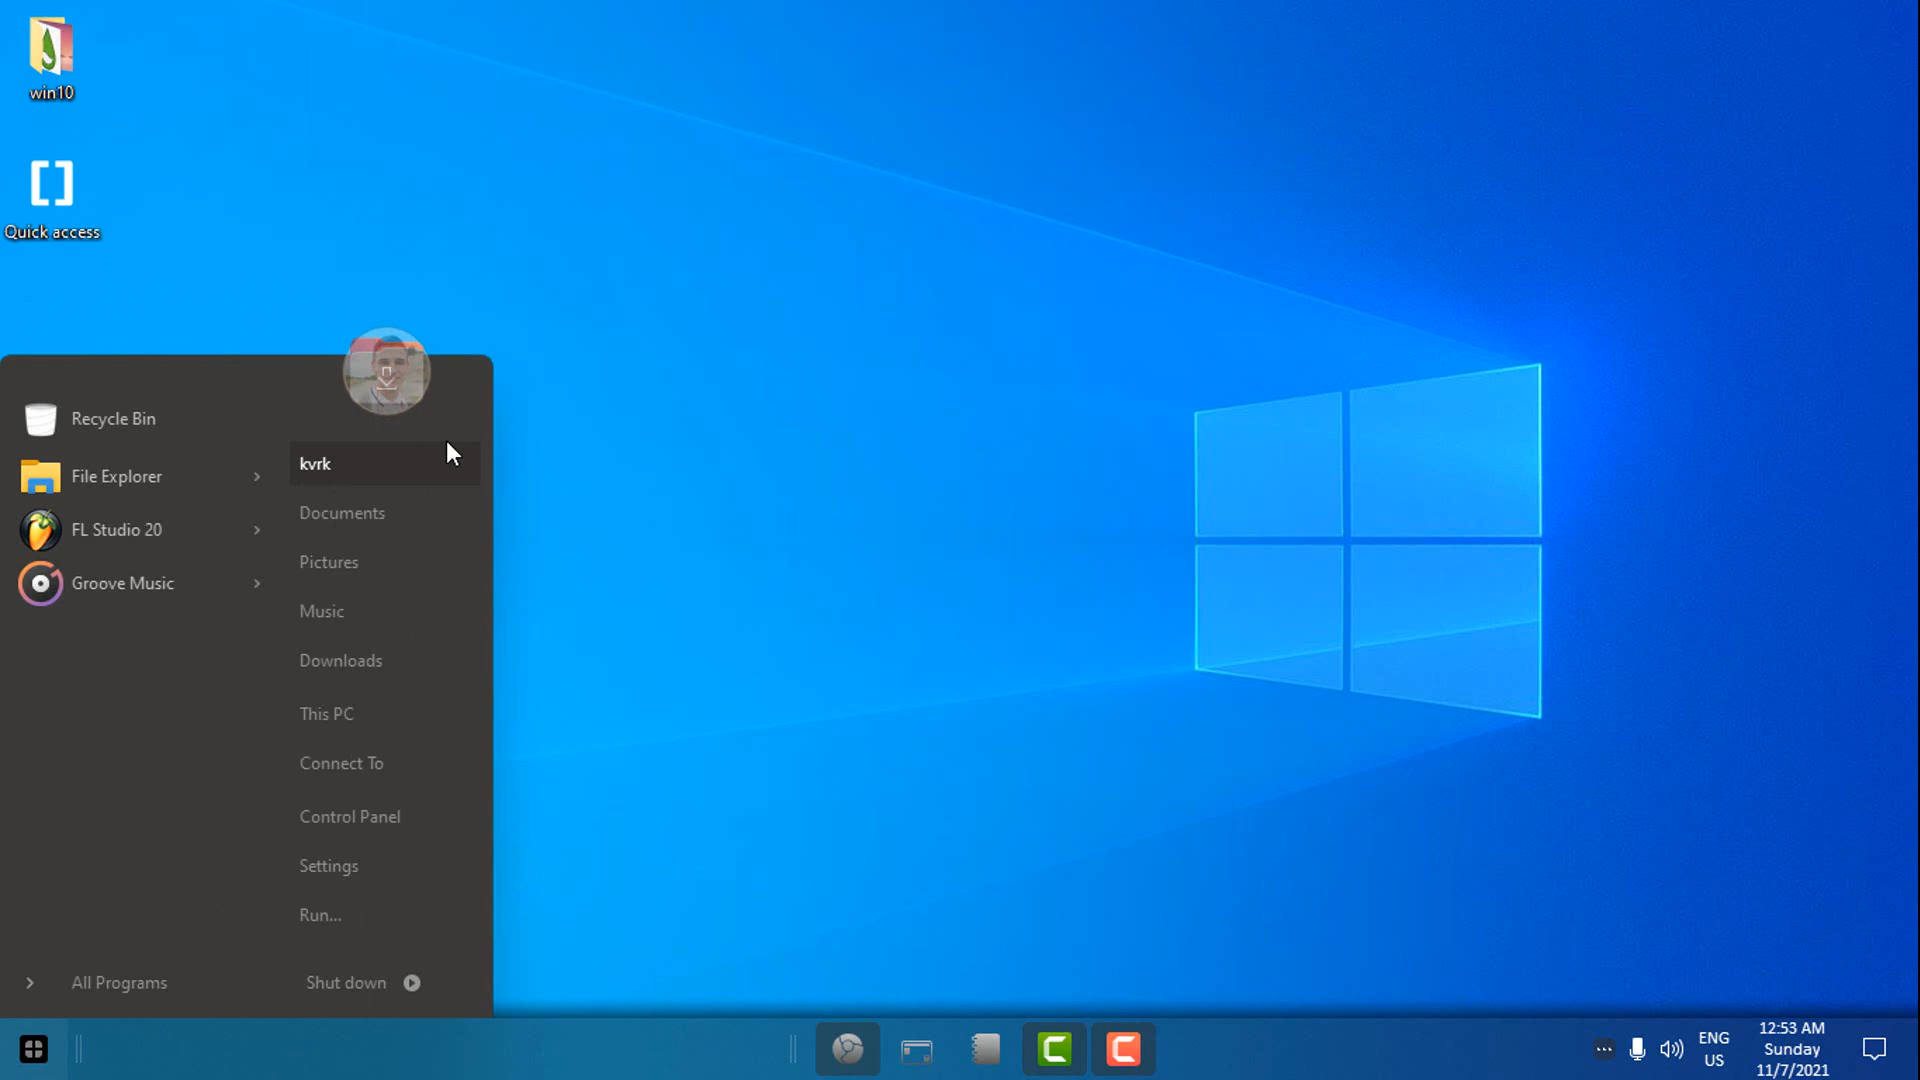 win10
Quick access
Recycle Bin
File Explorer
FL Studio 20
Groove Music
All Programs
kvrk
Documents
Pictures
Music
Downloads
This PC
Connect To
Control Panel
Settings
Run...
Shut down
ENG
US
12:53 AM
Sunday
11/7/2021